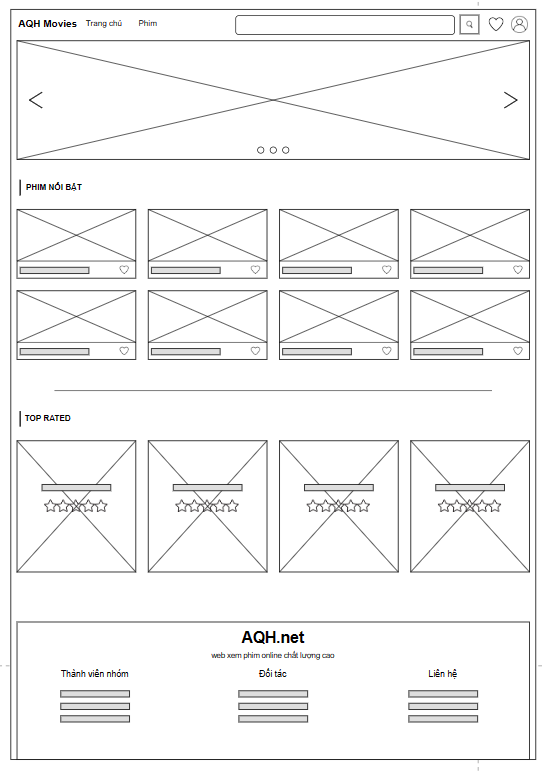 AQH Movies Trang chủ Phim
PHIM NỔI BẬT
TOP RATED
AQH.net
web xem phim online chất lượng cao
Thành viên nhóm Đối tác Liên hệ